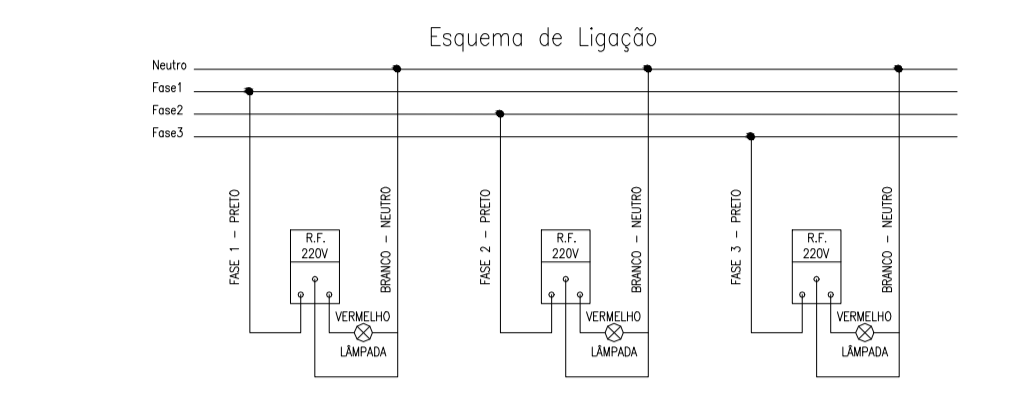 Esquema de Ligação
Neutro
Fase1
Fase2
Fase3
FASE 1 - PRETO
R.F.
220V
BRANCO - NEUTRO
VERMELHO
LÂMPADA
FASE 2 - PRETO
R.F.
220V
BRANCO - NEUTRO
VERMELHO
LÂMPADA
FASE 3 - PRETO
R.F.
220V
BRANCO - NEUTRO
VERMELHO
LÂMPADA